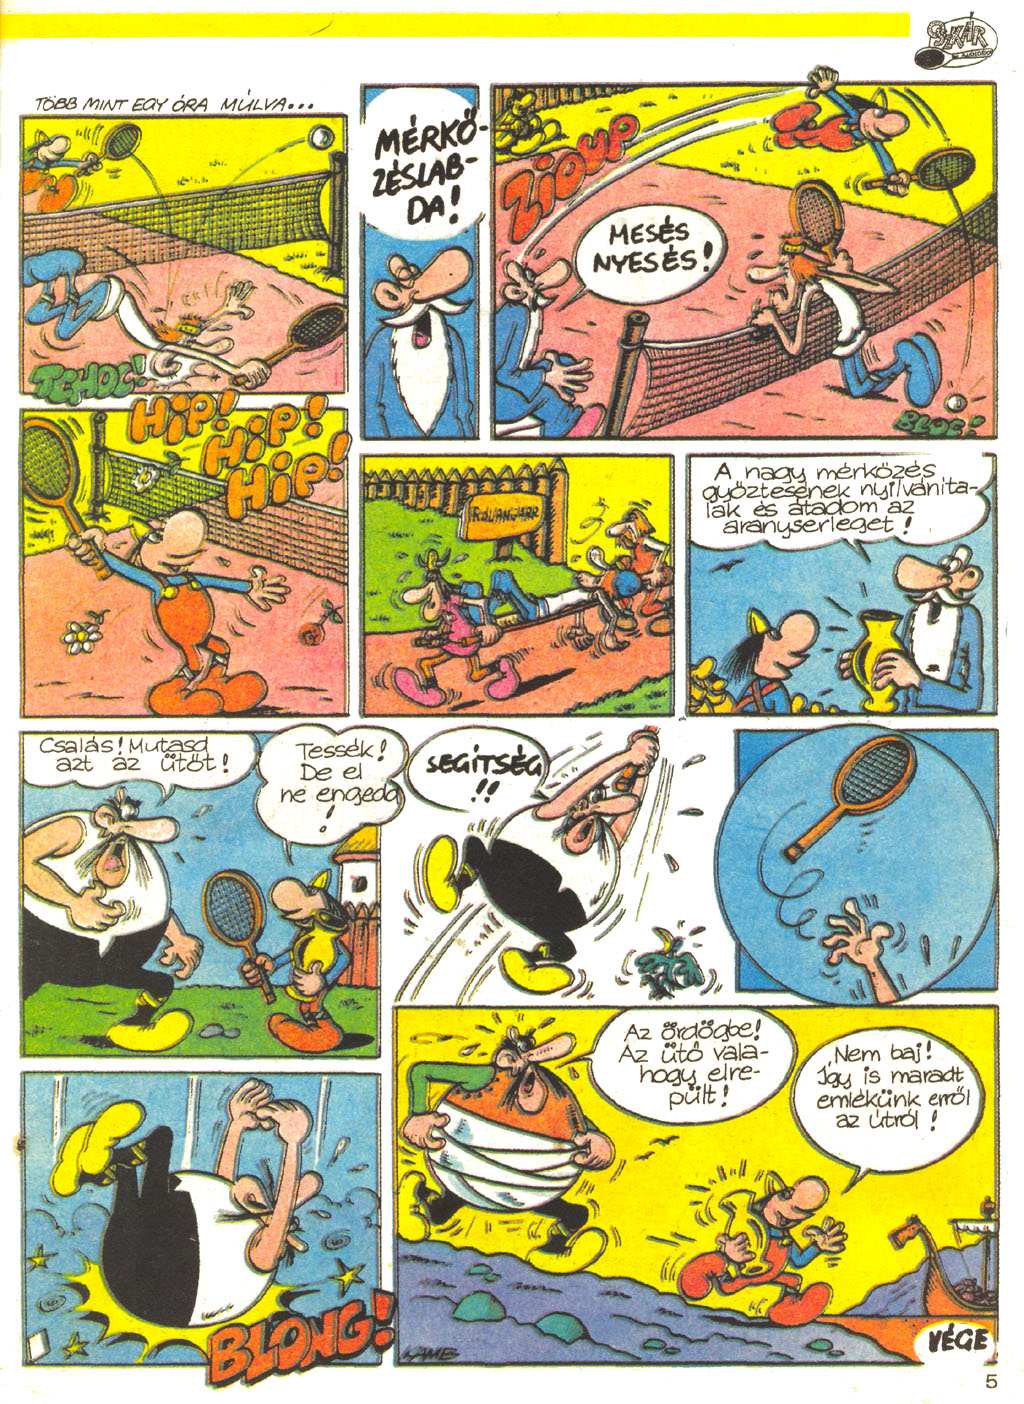 TÖBB MINT EGY ÓRA MÚLVA...
TCHOC!
MÉRKŐ-
ZÉSLAB-
DA!
ZIOUP
MESÉS
NYESÉS!
BLOC!
HIP!
HIP!
HIP!
A nagy mérkőzés
győztesének nyilvánita-
lak és átadom az
aranyserleget!
Csalás! Mutasd
azt az ütőt!
Tessék!
De el
ne engedd
!
SEGÍTSÉG
!!
BLONG!
Az ördögbe!
Az ütő vala-
hogy elre-
pült!
Nem baj!
Így is maradt
emlékünk erről
az útról!
VÉGE
5